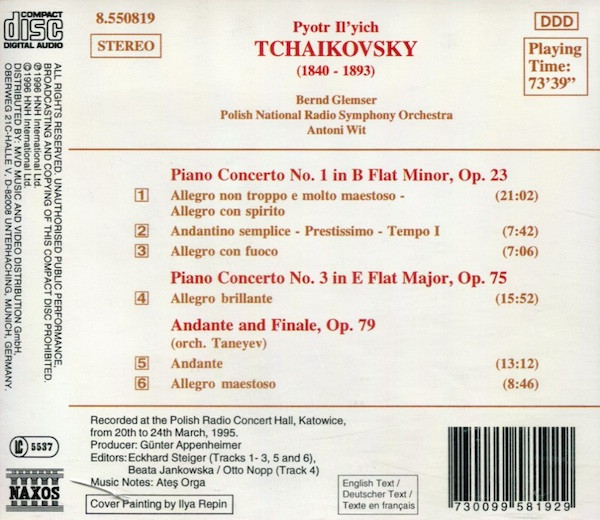 COMPACT
disc
DIGITAL AUDIO
8.550819
STEREO
Pyotr Il'yich
TCHAIKOVSKY
(1840 - 1893)
DDD
Playing
Time:
73'39"
Bernd Glemser
Polish National Radio Symphony Orchestra
Antoni Wit
Piano Concerto No. 1 in B Flat Minor, Op. 23
1 Allegro non troppo e molto maestoso - (21:02)
Allegro con spirito
2 Andantino semplice - Prestissimo - Tempo I (7:42)
3 Allegro con fuoco (7:06)
Piano Concerto No. 3 in E Flat Major, Op. 75
4 Allegro brillante (15:52)
Andante and Finale, Op. 79
(orch. Taneyev)
5 Andante (13:12)
6 Allegro maestoso (8:46)
ALL RIGHTS RESERVED. UNAUTHORISED PUBLIC PERFORMANCE,
BROADCASTING AND COPYING OF THIS COMPACT DISC PROHIBITED.
℗ 1996 HNH International Ltd.
© 1996 HNH International Ltd.
DISTRIBUTED BY: MVD MUSIC AND VIDEO DISTRIBUTION GmbH,
OBERWEG 21C-HALLE V, D-82008 UNTERHACHING, MUNICH, GERMANY.
LC 5537
NAXOS
Recorded at the Polish Radio Concert Hall, Katowice,
from 20th to 24th March, 1995.
Producer: Günter Appenheimer
Editors: Eckhard Steiger (Tracks 1- 3, 5 and 6),
Beata Jankowska / Otto Nopp (Track 4)
Music Notes: Ateş Orga
Cover Painting by Ilya Repin
English Text /
Deutscher Text /
Texte en français
730099 581929